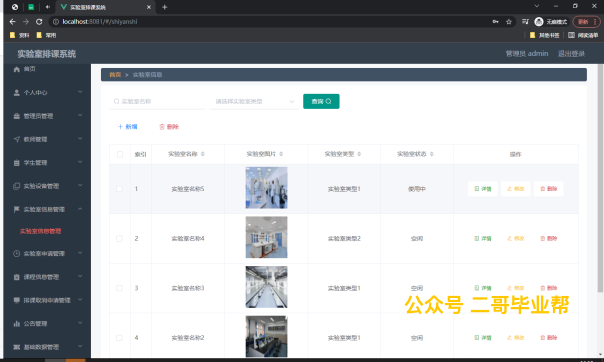 实验室排课系统
localhost:8081/#/shiyanshi
无痕模式
更新
资料
常用
其他书签
阅读清单
实验室排课系统
管理员 admin
退出登录
首页
个人中心
管理员管理
教师管理
学生管理
实验设备管理
实验室信息管理
实验室信息管理
实验室申请管理
课程信息管理
排课取消申请管理
公告管理
基础数据管理
首页 > 实验室信息
实验室名称
请选择实验室类型
查询
新增
删除
索引 实验室名称 实验室图片 实验室类型 实验室状态 操作
1 实验室名称5 实验室类型1 使用中 详情 修改 删除
2 实验室名称4 实验室类型2 空闲 详情 修改 删除
3 实验室名称3 实验室类型1 空闲 详情 修改 删除
公众号 二哥毕业帮
4 实验室名称2 实验室类型1 空闲 详情 修改 删除